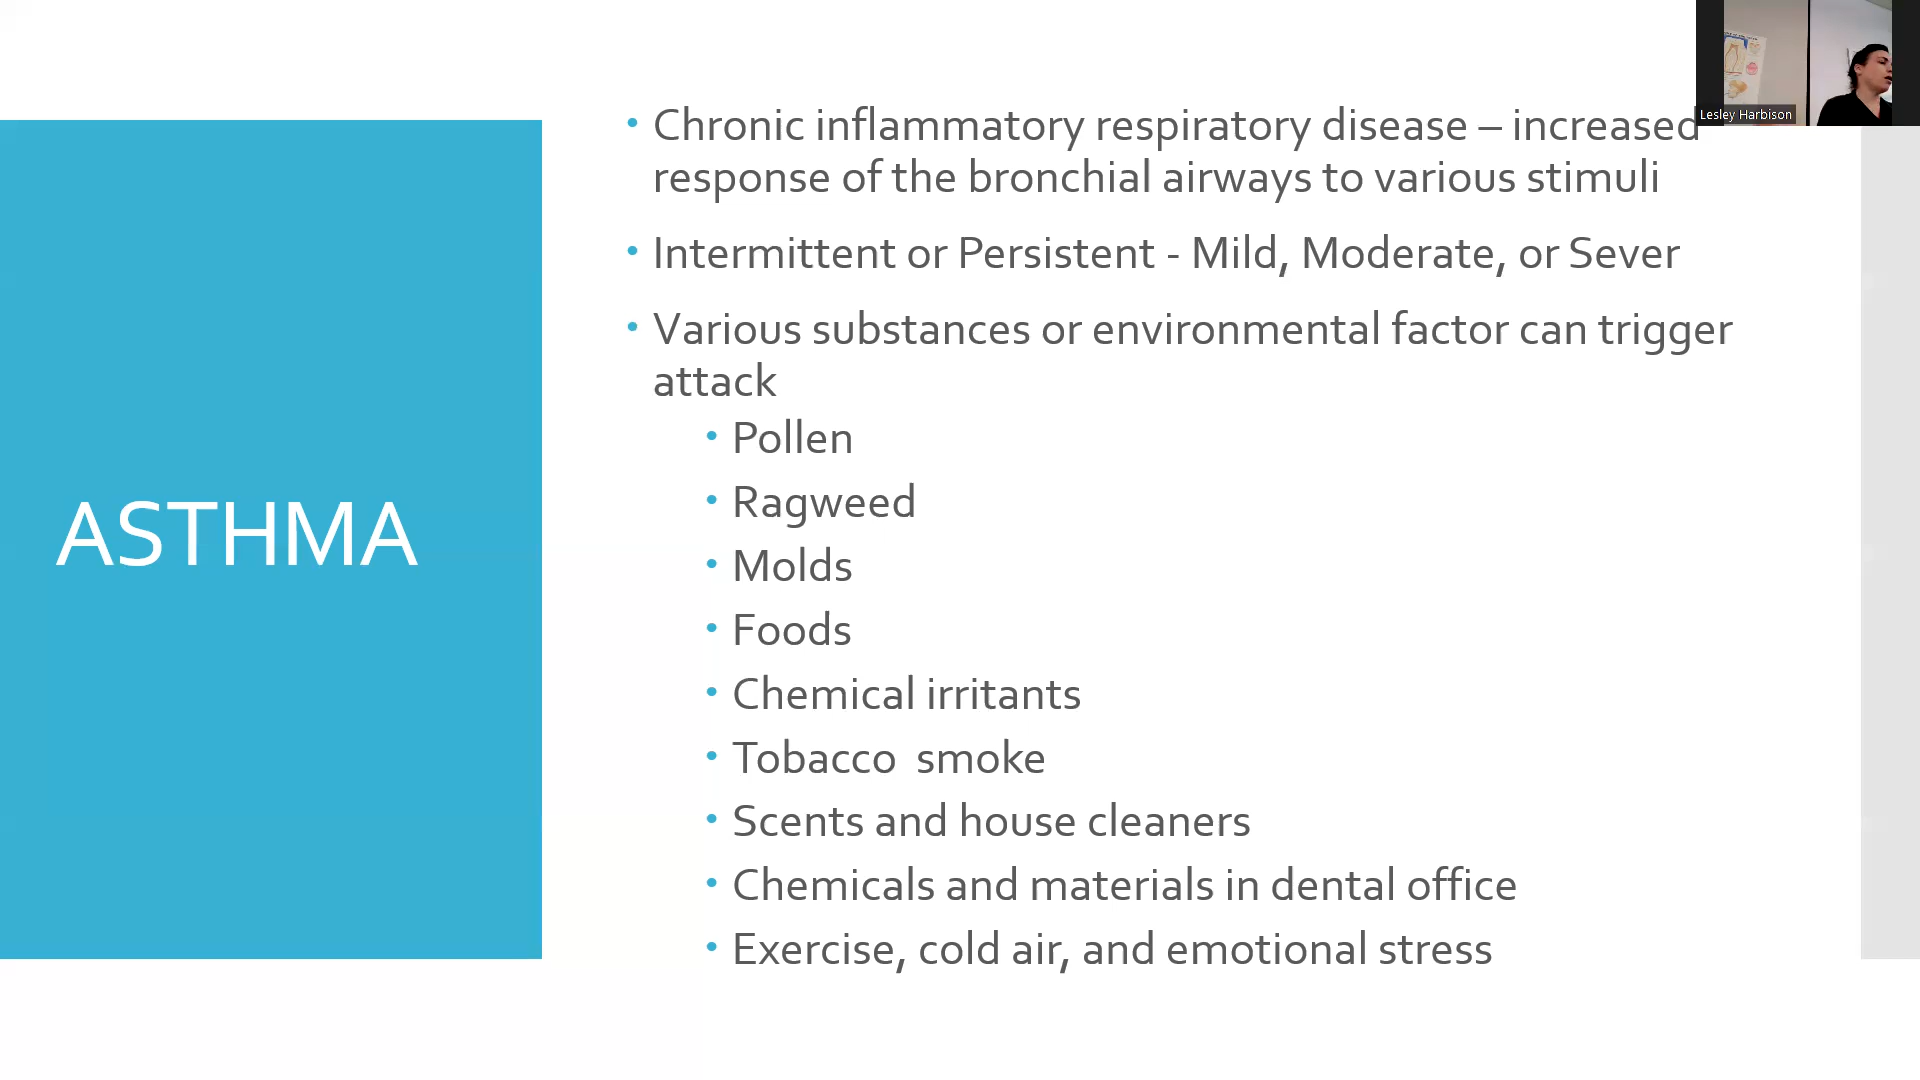 ASTHMA
• Chronic inflammatory respiratory disease – increased
response of the bronchial airways to various stimuli
• Intermittent or Persistent - Mild, Moderate, or Sever
• Various substances or environmental factor can trigger
attack
• Pollen
• Ragweed
• Molds
• Foods
• Chemical irritants
• Tobacco  smoke
• Scents and house cleaners
• Chemicals and materials in dental office
• Exercise, cold air, and emotional stress
Lesley Harbison